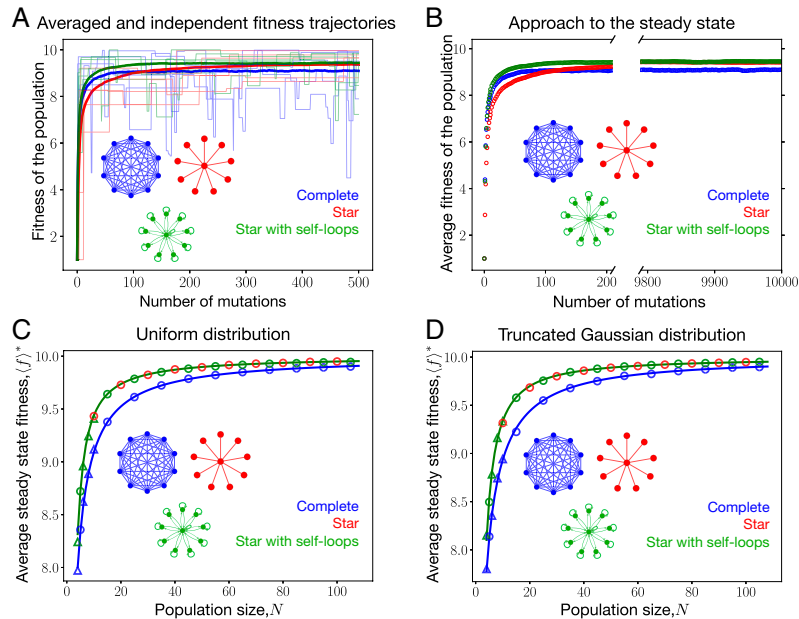 A Averaged and independent fitness trajectories
Fitness of the population
10
8
6
4
2
Complete
Star
Star with self-loops
0 100 200 300 400 500
Number of mutations
B Approach to the steady state
Average fitness of the population
10
8
6
4
2
Complete
Star
Star with self-loops
0 100 200 9800 9900 10000
Number of mutations
C Uniform distribution
Average steady state fitness, ⟨f⟩*
10.0
9.5
9.0
8.5
8.0
Complete
Star
Star with self-loops
0 20 40 60 80 100
Population size, N
D Truncated Gaussian distribution
Average steady state fitness, ⟨f⟩*
10.0
9.5
9.0
8.5
8.0
Complete
Star
Star with self-loops
0 20 40 60 80 100
Population size, N